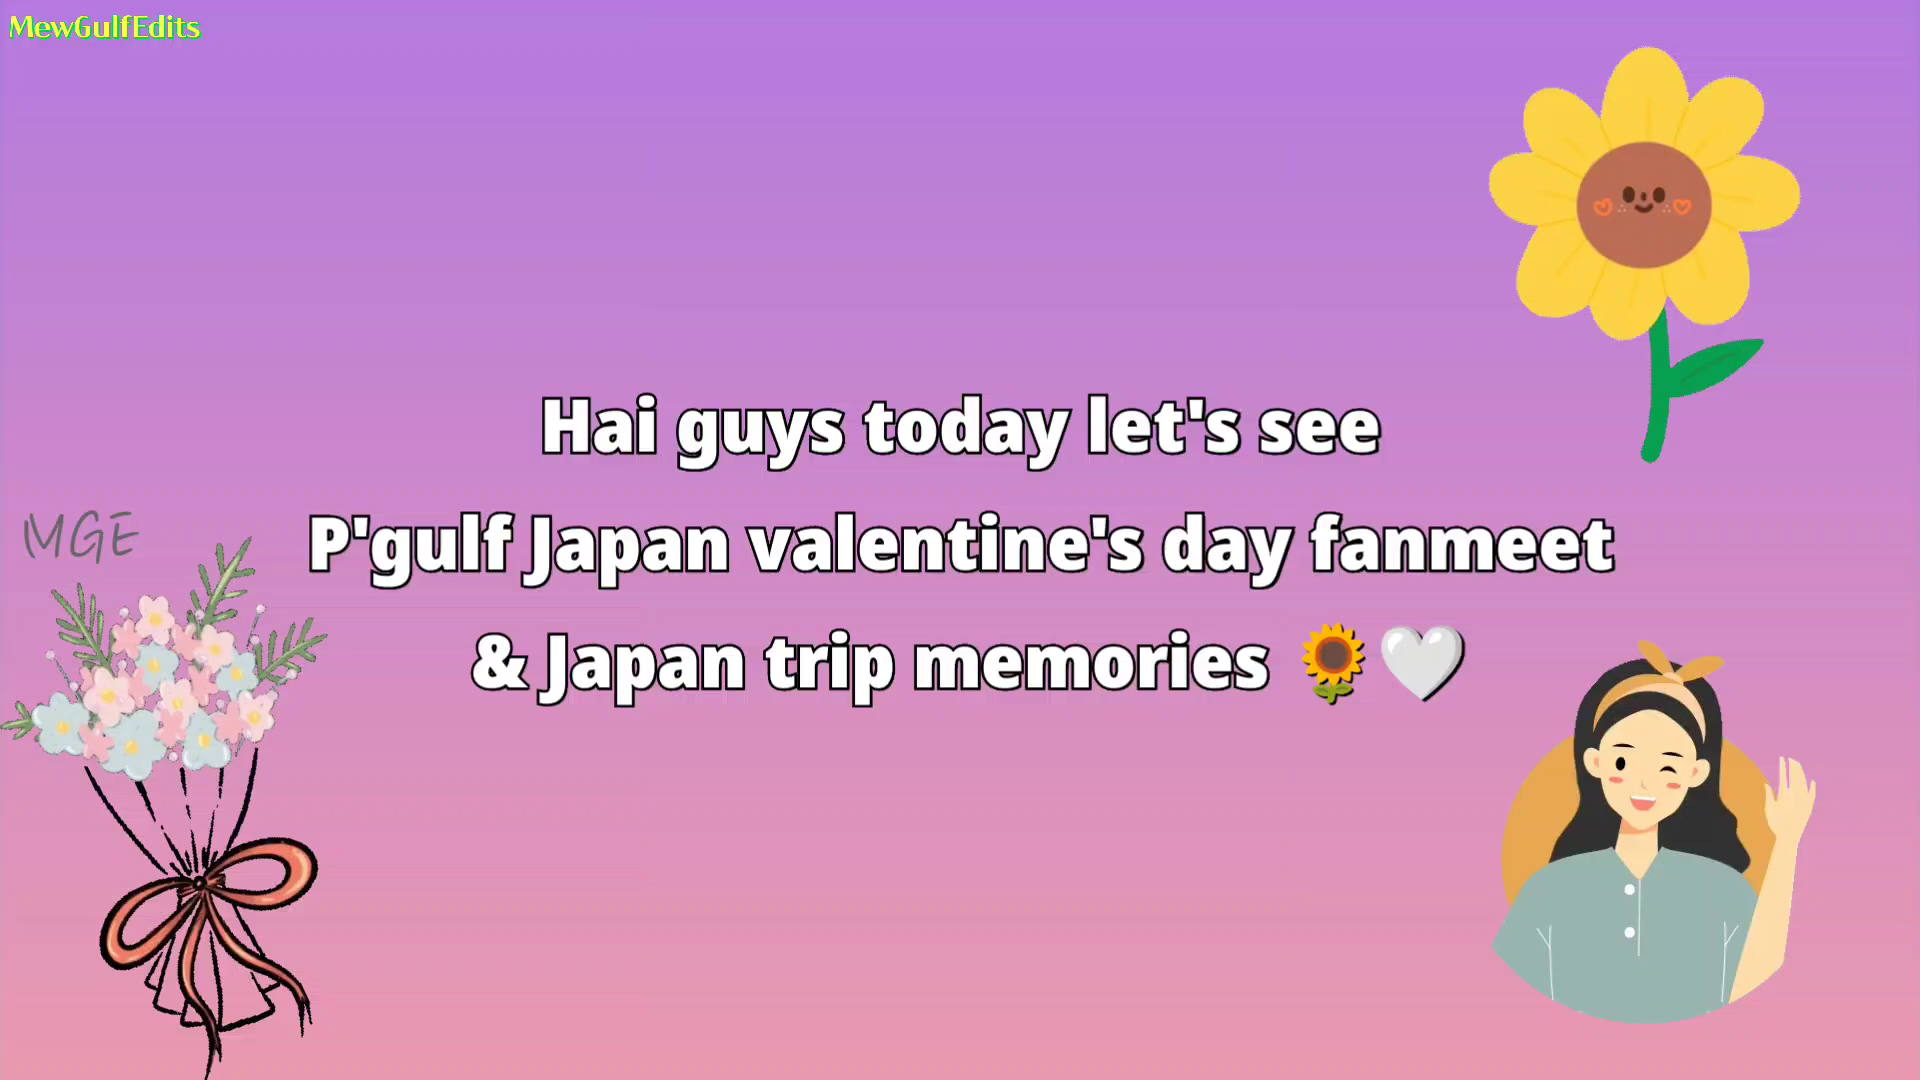 MewGulfEdits
Hai guys today let's see
P'gulf Japan valentine's day fanmeet
& Japan trip memories 🌻🤍
MGE